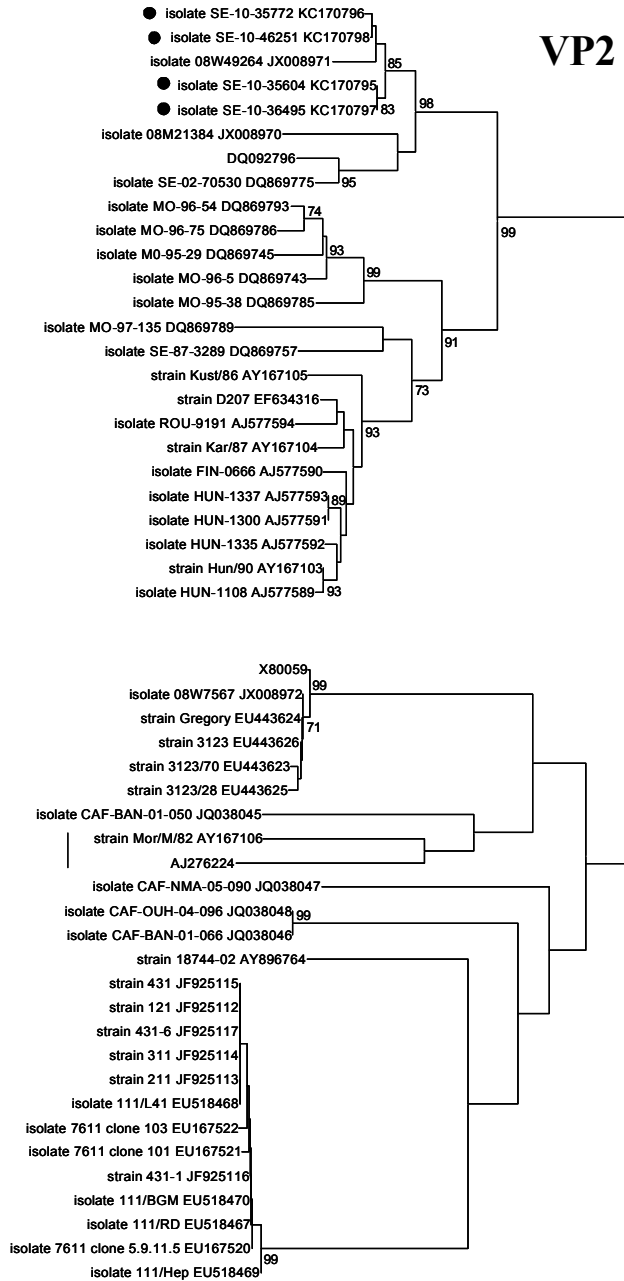 isolate SE-10-35772 KC170796
VP2
isolate SE-10-46251 KC170798
isolate 08W49264 JX008971
85
isolate SE-10-35604 KC170795
98
isolate SE-10-36495 KC170797
83
isolate 08M21384 JX008970
DQ092796
isolate SE-02-70530 DQ869775
95
isolate MO-96-54 DQ869793
74
isolate MO-96-75 DQ869786
99
isolate M0-95-29 DQ869745
93
isolate MO-96-5 DQ869743
99
isolate MO-95-38 DQ869785
isolate MO-97-135 DQ869789
91
isolate SE-87-3289 DQ869757
strain Kust/86 AY167105
73
strain D207 EF634316
isolate ROU-9191 AJ577594
93
strain Kar/87 AY167104
isolate FIN-0666 AJ577590
isolate HUN-1337 AJ577593
89
isolate HUN-1300 AJ577591
isolate HUN-1335 AJ577592
strain Hun/90 AY167103
isolate HUN-1108 AJ577589
93
X80059
99
isolate 08W7567 JX008972
strain Gregory EU443624
71
strain 3123 EU443626
strain 3123/70 EU443623
strain 3123/28 EU443625
isolate CAF-BAN-01-050 JQ038045
strain Mor/M/82 AY167106
AJ276224
isolate CAF-NMA-05-090 JQ038047
isolate CAF-OUH-04-096 JQ038048
99
isolate CAF-BAN-01-066 JQ038046
strain 18744-02 AY896764
strain 431 JF925115
strain 121 JF925112
strain 431-6 JF925117
strain 311 JF925114
strain 211 JF925113
isolate 111/L41 EU518468
isolate 7611 clone 103 EU167522
isolate 7611 clone 101 EU167521
strain 431-1 JF925116
isolate 111/BGM EU518470
isolate 111/RD EU518467
isolate 7611 clone 5.9.11.5 EU167520
99
isolate 111/Hep EU518469